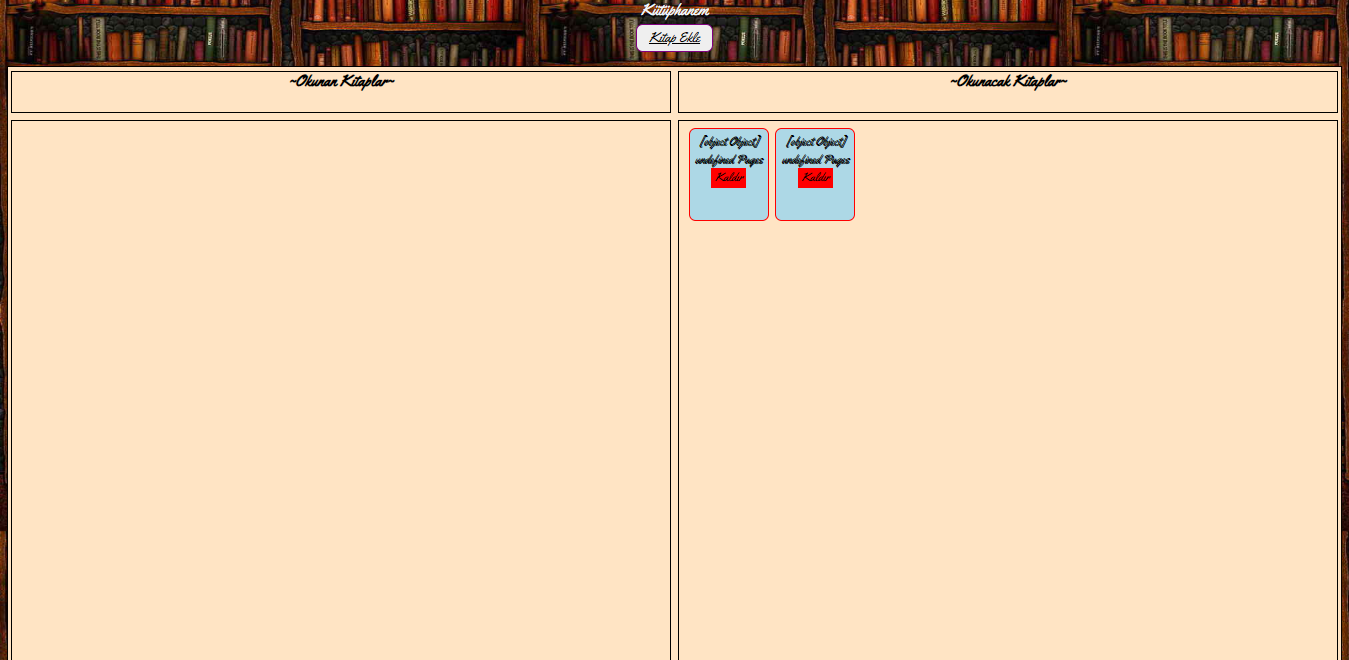 Kütüphanem
Kitap Ekle
~Okunan Kitaplar~
~Okunacak Kitaplar~
[object Object]
undefined Pages
Kaldır
[object Object]
undefined Pages
Kaldır